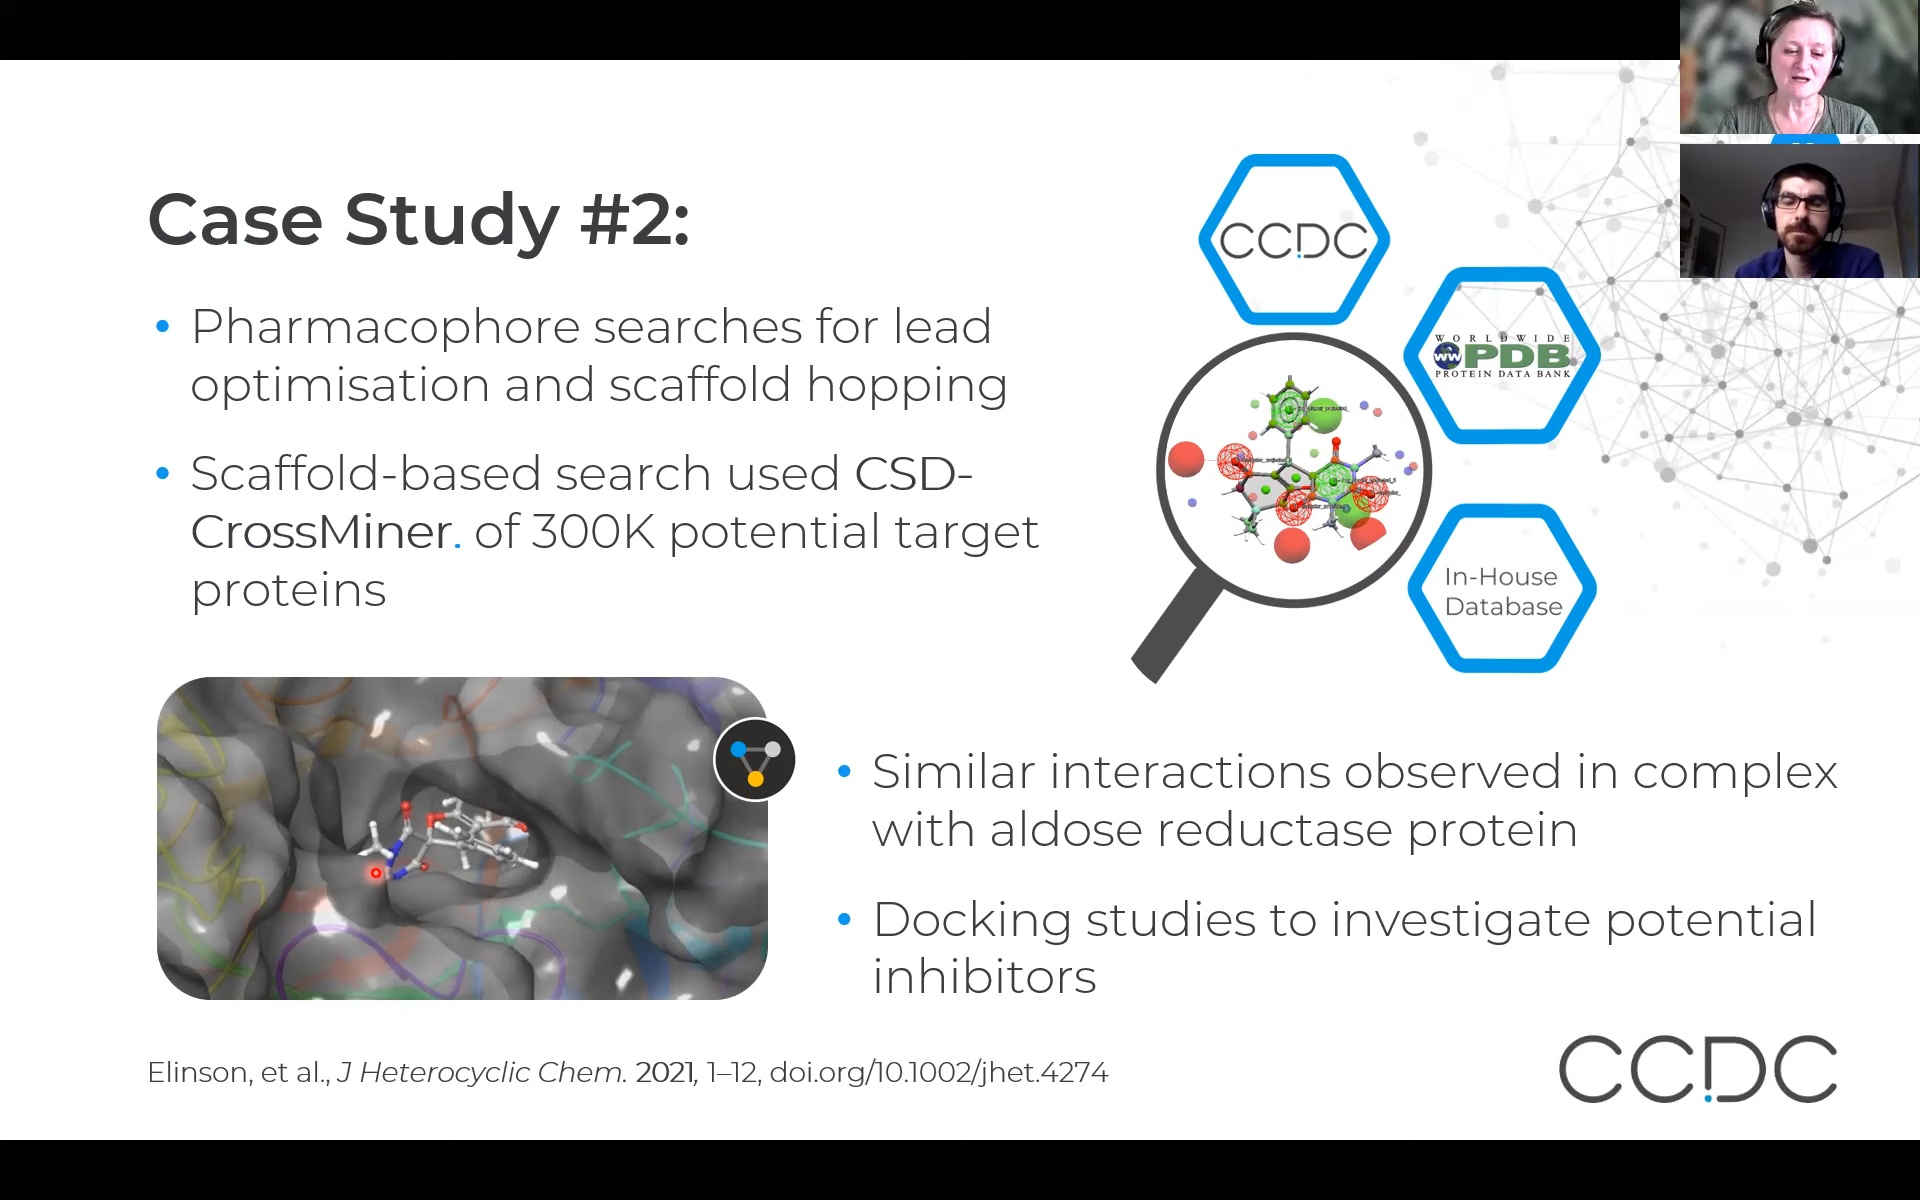 Case Study #2:
• Pharmacophore searches for lead
optimisation and scaffold hopping
• Scaffold-based search used CSD-
CrossMiner. of 300K potential target
proteins
CCDC
WORLDWIDE
ww PDB
PROTEIN DATA BANK
In-House
Database
• Similar interactions observed in complex
with aldose reductase protein
• Docking studies to investigate potential
inhibitors
Elinson, et al., J Heterocyclic Chem. 2021, 1–12, doi.org/10.1002/jhet.4274
CCDC